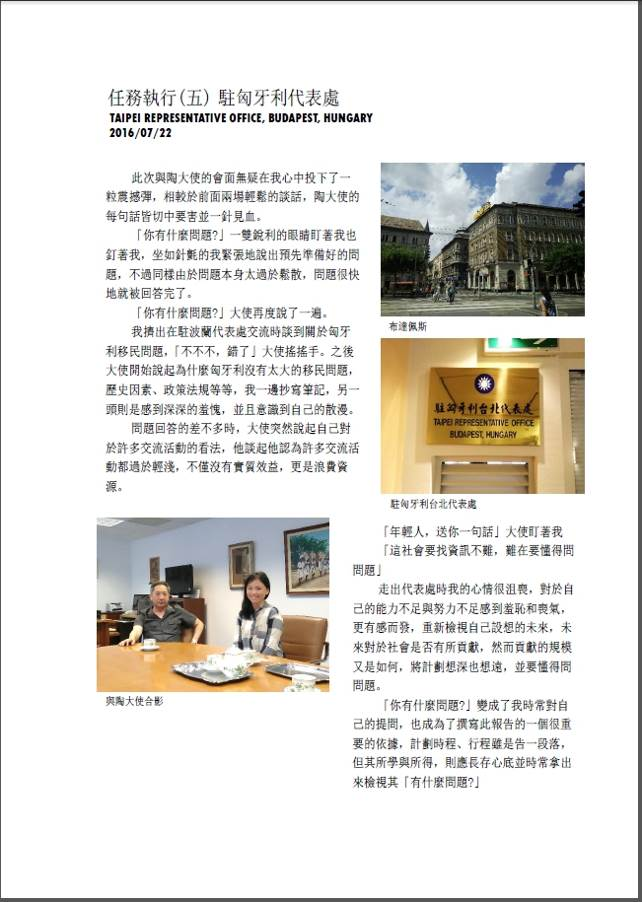 任務執行(五) 駐匈牙利代表處
TAIPEI REPRESENTATIVE OFFICE, BUDAPEST, HUNGARY
2016/07/22
此次與陶大使的會面無疑在我心中投下了一
粒震撼彈，相較於前面兩場輕鬆的談話，陶大使的
每句話皆切中要害並一針見血。
「你有什麼問題?」一雙銳利的眼睛盯著我也
釘著我，坐如針氈的我緊張地說出預先準備好的問
題，不過同樣由於問題本身太過於鬆散，問題很快
地就被回答完了。
「你有什麼問題?」大使再度說了一遍。
我擠出在駐波蘭代表處交流時談到關於匈牙
利移民問題，「不不不，錯了」大使搖搖手。之後
大使開始說起為什麼匈牙利沒有太大的移民問題，
歷史因素、政策法規等等，我一邊抄寫筆記，另一
頭則是感到深深的羞愧，並且意識到自己的散漫。
問題回答的差不多時，大使突然說起自己對
於許多交流活動的看法，他談起他認為許多交流活
動都過於輕淺，不僅沒有實質效益，更是浪費資
源。
布達佩斯
駐匈牙利台北代表處
TAIPEI REPRESENTATIVE OFFICE
BUDAPEST, HUNGARY
駐匈牙利台北代表處
與陶大使合影
「年輕人，送你一句話」大使盯著我
「這社會要找資訊不難，難在要懂得問
問題」
走出代表處時我的心情很沮喪，對於自
己的能力不足與努力不足感到羞恥和喪氣，
更有感而發，重新檢視自己設想的未來，未
來對於社會是否有所貢獻，然而貢獻的規模
又是如何，將計劃想深也想遠，並要懂得問
問題。
「你有什麼問題?」變成了我時常對自
己的提問，也成為了撰寫此報告的一個很重
要的依據，計劃時程、行程雖是告一段落，
但其所學與所得，則應長存心底並時常拿出
來檢視其「有什麼問題?」